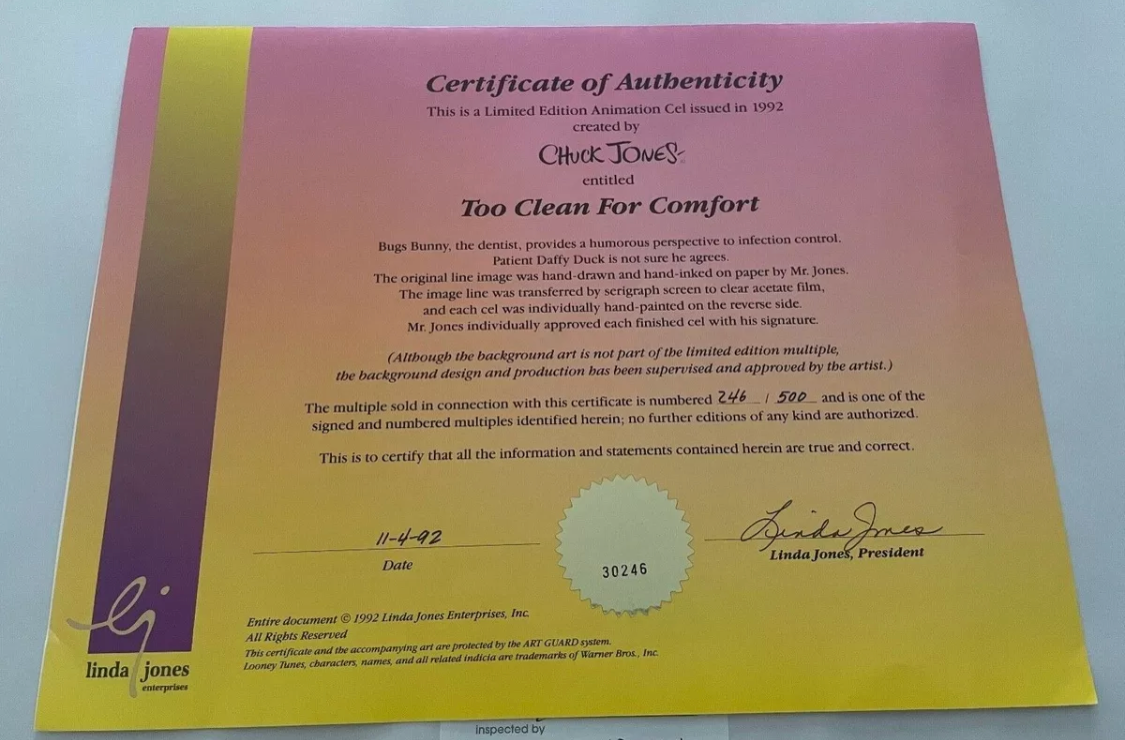 Certificate of Authenticity
This is a Limited Edition Animation Cel issued in 1992
created by
CHUCK JONES
entitled
Too Clean For Comfort
Bugs Bunny, the dentist, provides a humorous perspective to infection control.
Patient Daffy Duck is not sure he agrees.
The original line image was hand-drawn and hand-inked on paper by Mr. Jones.
The image line was transferred by serigraph screen to clear acetate film,
and each cel was individually hand-painted on the reverse side.
Mr. Jones individually approved each finished cel with his signature.
(Although the background art is not part of the limited edition multiple,
the background design and production has been supervised and approved by the artist.)
The multiple sold in connection with this certificate is numbered 246 / 500 and is one of the
signed and numbered multiples identified herein; no further editions of any kind are authorized.
This is to certify that all the information and statements contained herein are true and correct.
11-4-92
Date
30246
Linda Jones
Linda Jones, President
Entire document © 1992 Linda Jones Enterprises, Inc.
All Rights Reserved
This certificate and the accompanying art are protected by the ART GUARD system.
Looney Tunes, characters, names, and all related indicia are trademarks of Warner Bros., Inc.
lj
linda jones
enterprises
inspected by